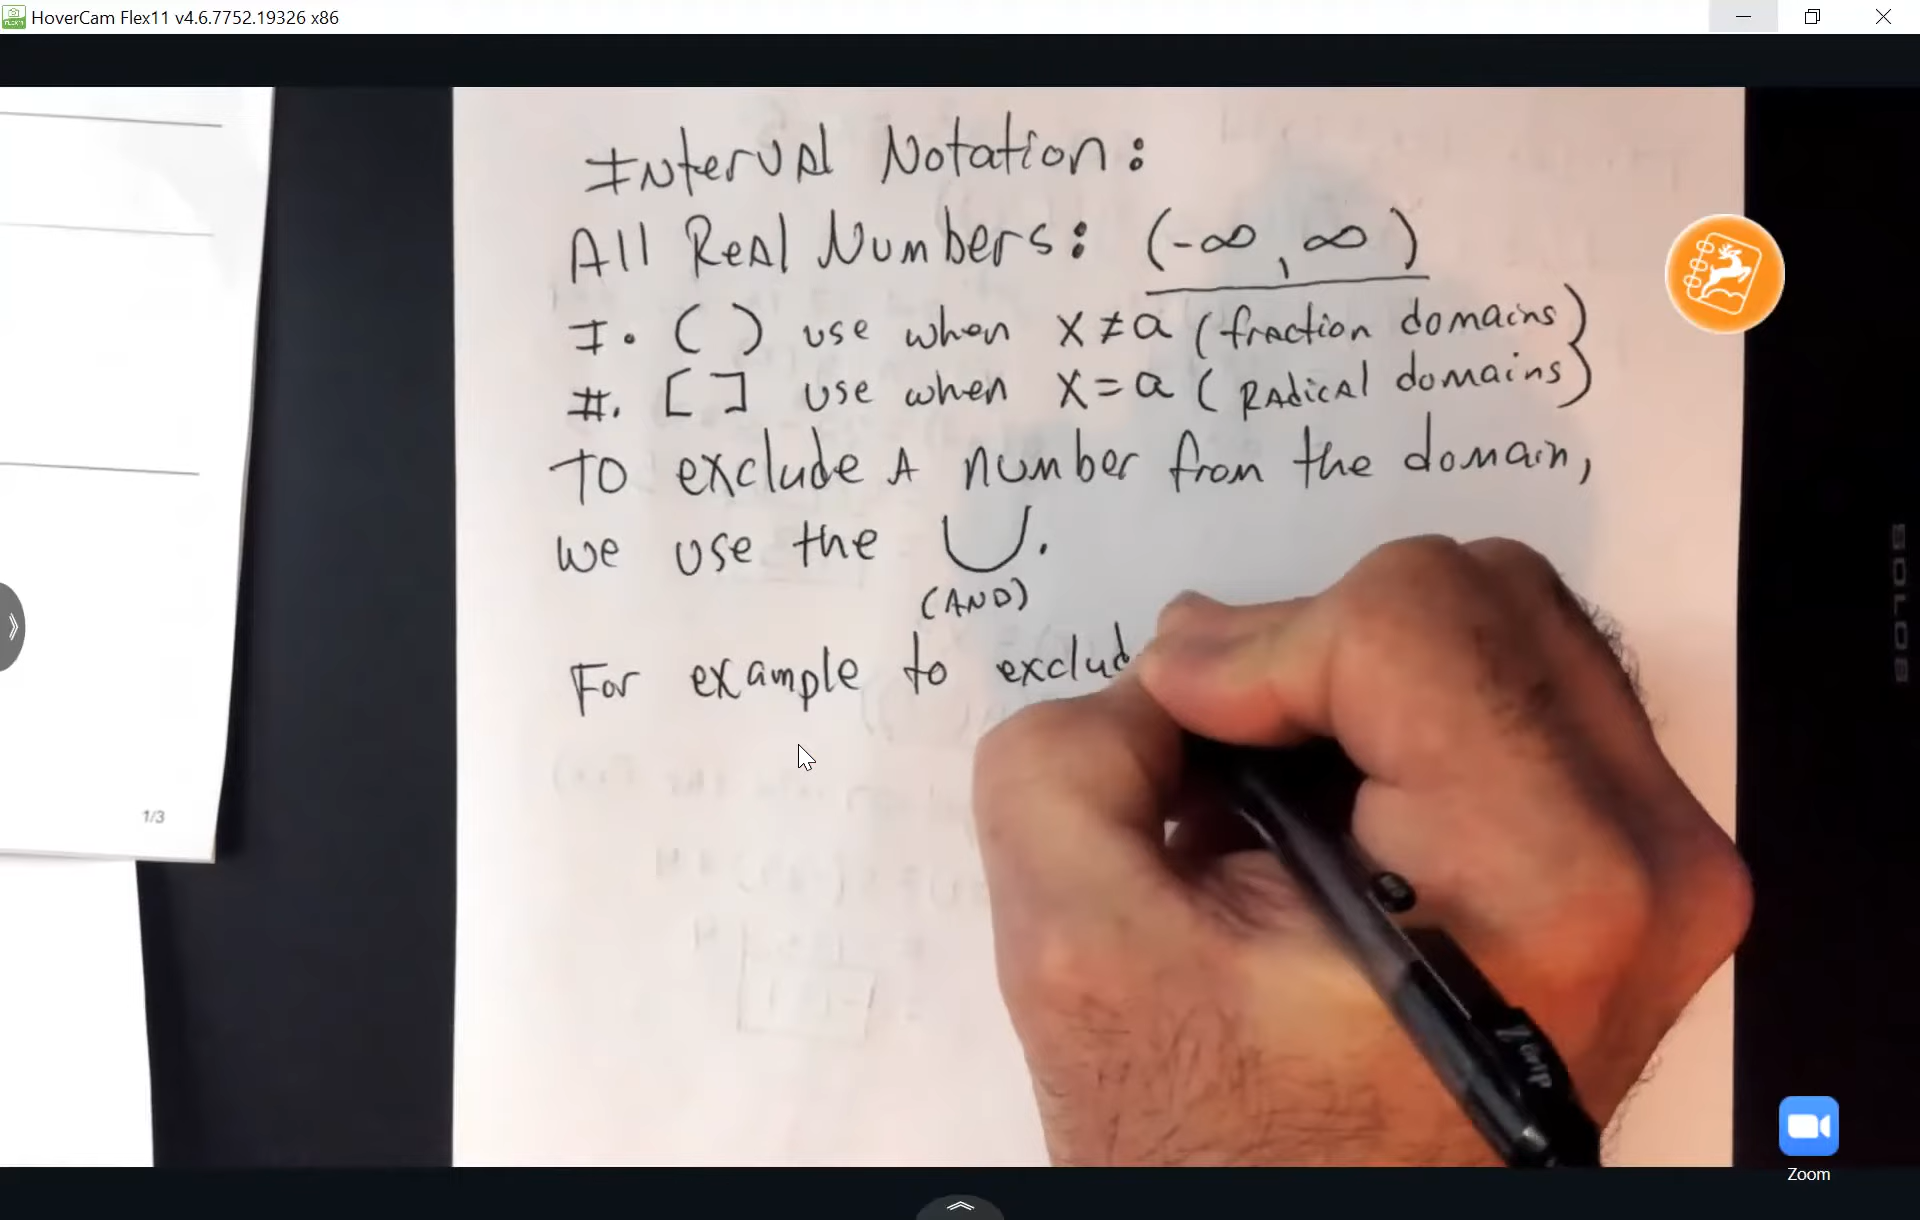 HoverCam Flex11 v4.6.7752.19326 x86
Interval Notation:
All Real Numbers: (-∞, ∞)
I. ( ) use when x ≠ a (fraction domains)
II. [ ] use when x = a (Radical domains)
To exclude A number from the domain,
we use the ∪.
(AND)
For example to exclud
1/3
SOLO8
Zoom